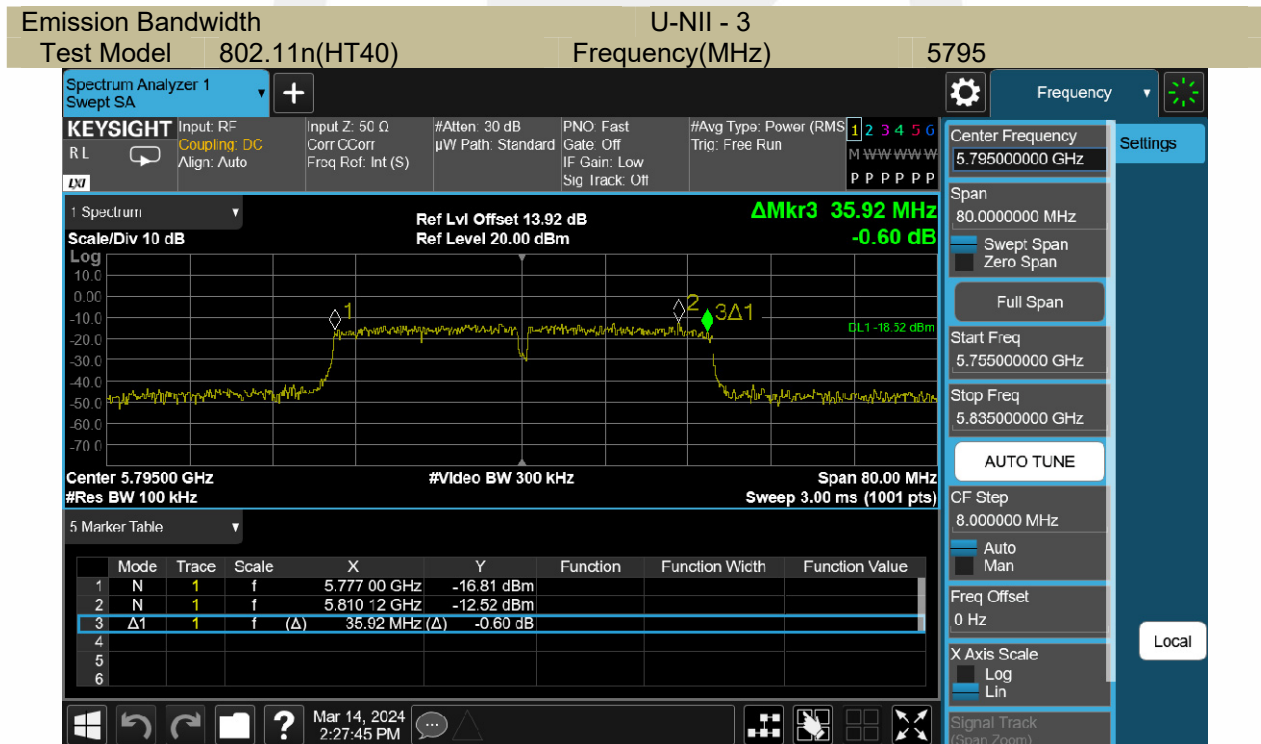 Emission Bandwidth U-NII - 3
Test Model 802.11n(HT40) Frequency(MHz) 5795
Spectrum Analyzer 1
Swept SA
+
Frequency
KEYSIGHT
RL
LXI
Input: RF
Coupling: DC
Align: Auto
Input Z: 50 Ω
Corr CCorr
Freq Ref: Int (S)
#Atten: 30 dB
µW Path: Standard
PNO: Fast
Gate: Off
IF Gain: Low
Sig Track: Off
#Avg Type: Power (RMS
Trig: Free Run
1 2 3 4 5 6
M W W W W W
P P P P P P
1 Spectrum
Scale/Div 10 dB
Ref Lvl Offset 13.92 dB
Ref Level 20.00 dBm
ΔMkr3 35.92 MHz
-0.60 dB
Log
10.0
0.00
-10.0
-20.0
-30.0
-40.0
-50.0
-60.0
-70.0
1
2
3Δ1
DL1 -18.52 dBm
Center 5.79500 GHz
#Res BW 100 kHz
#Video BW 300 kHz
Span 80.00 MHz
Sweep 3.00 ms (1001 pts)
5 Marker Table
Mode Trace Scale X Y Function Function Width Function Value
1 N 1 f 5.777 00 GHz -16.81 dBm
2 N 1 f 5.810 12 GHz -12.52 dBm
3 Δ1 1 f (Δ) 35.92 MHz (Δ) -0.60 dB
4
5
6
?
Mar 14, 2024
2:27:45 PM
Center Frequency
5.795000000 GHz
Settings
Span
80.0000000 MHz
Swept Span
Zero Span
Full Span
Start Freq
5.755000000 GHz
Stop Freq
5.835000000 GHz
AUTO TUNE
CF Step
8.000000 MHz
Auto
Man
Freq Offset
0 Hz
X Axis Scale
Log
Lin
Local
Signal Track
(Span Zoom)